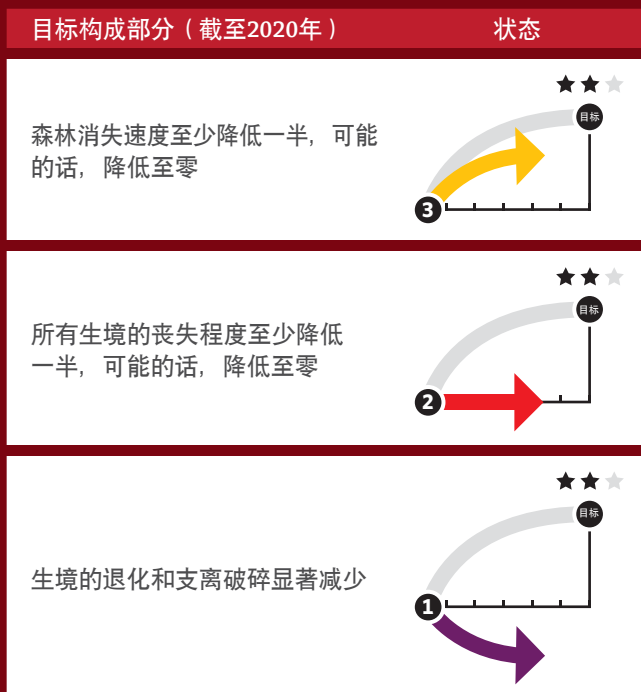 目标构成部分（截至2020年） 状态
森林消失速度至少降低一半，可能
的话，降低至零
目标
3
所有生境的丧失程度至少降低
一半，可能的话，降低至零
目标
2
生境的退化和支离破碎显著减少
目标
1